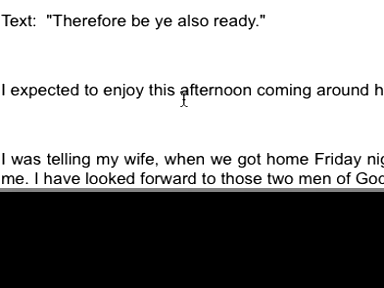 Text:  "Therefore be ye also ready."
I expected to enjoy this afternoon coming around
I was telling my wife, when we got home Friday
me. I have looked forward to those two men of